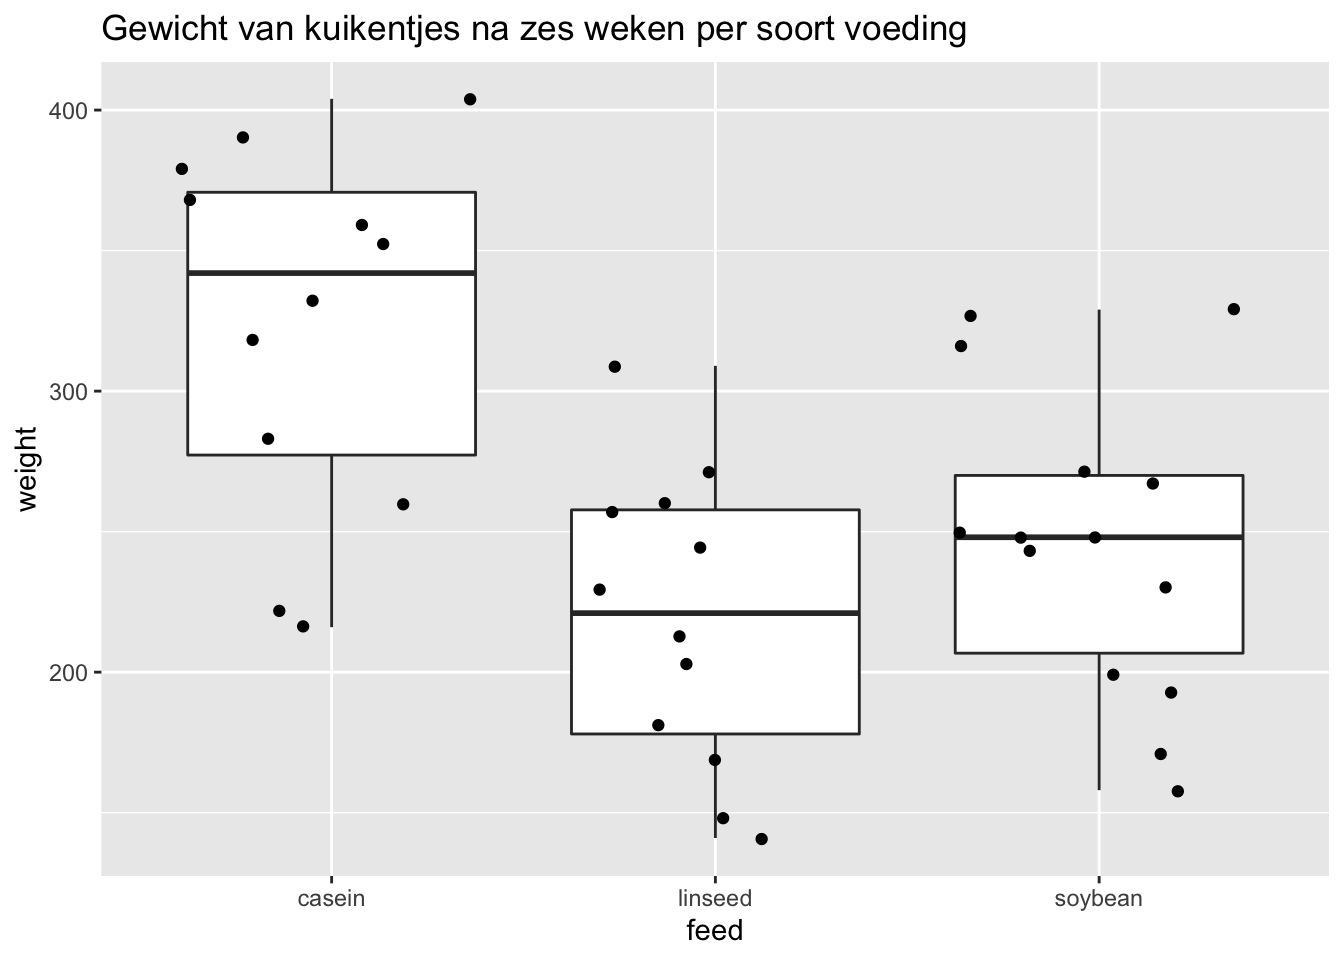 Gewicht van kuikentjes na zes weken per soort voeding
400
300
200
weight
casein linseed soybean
feed